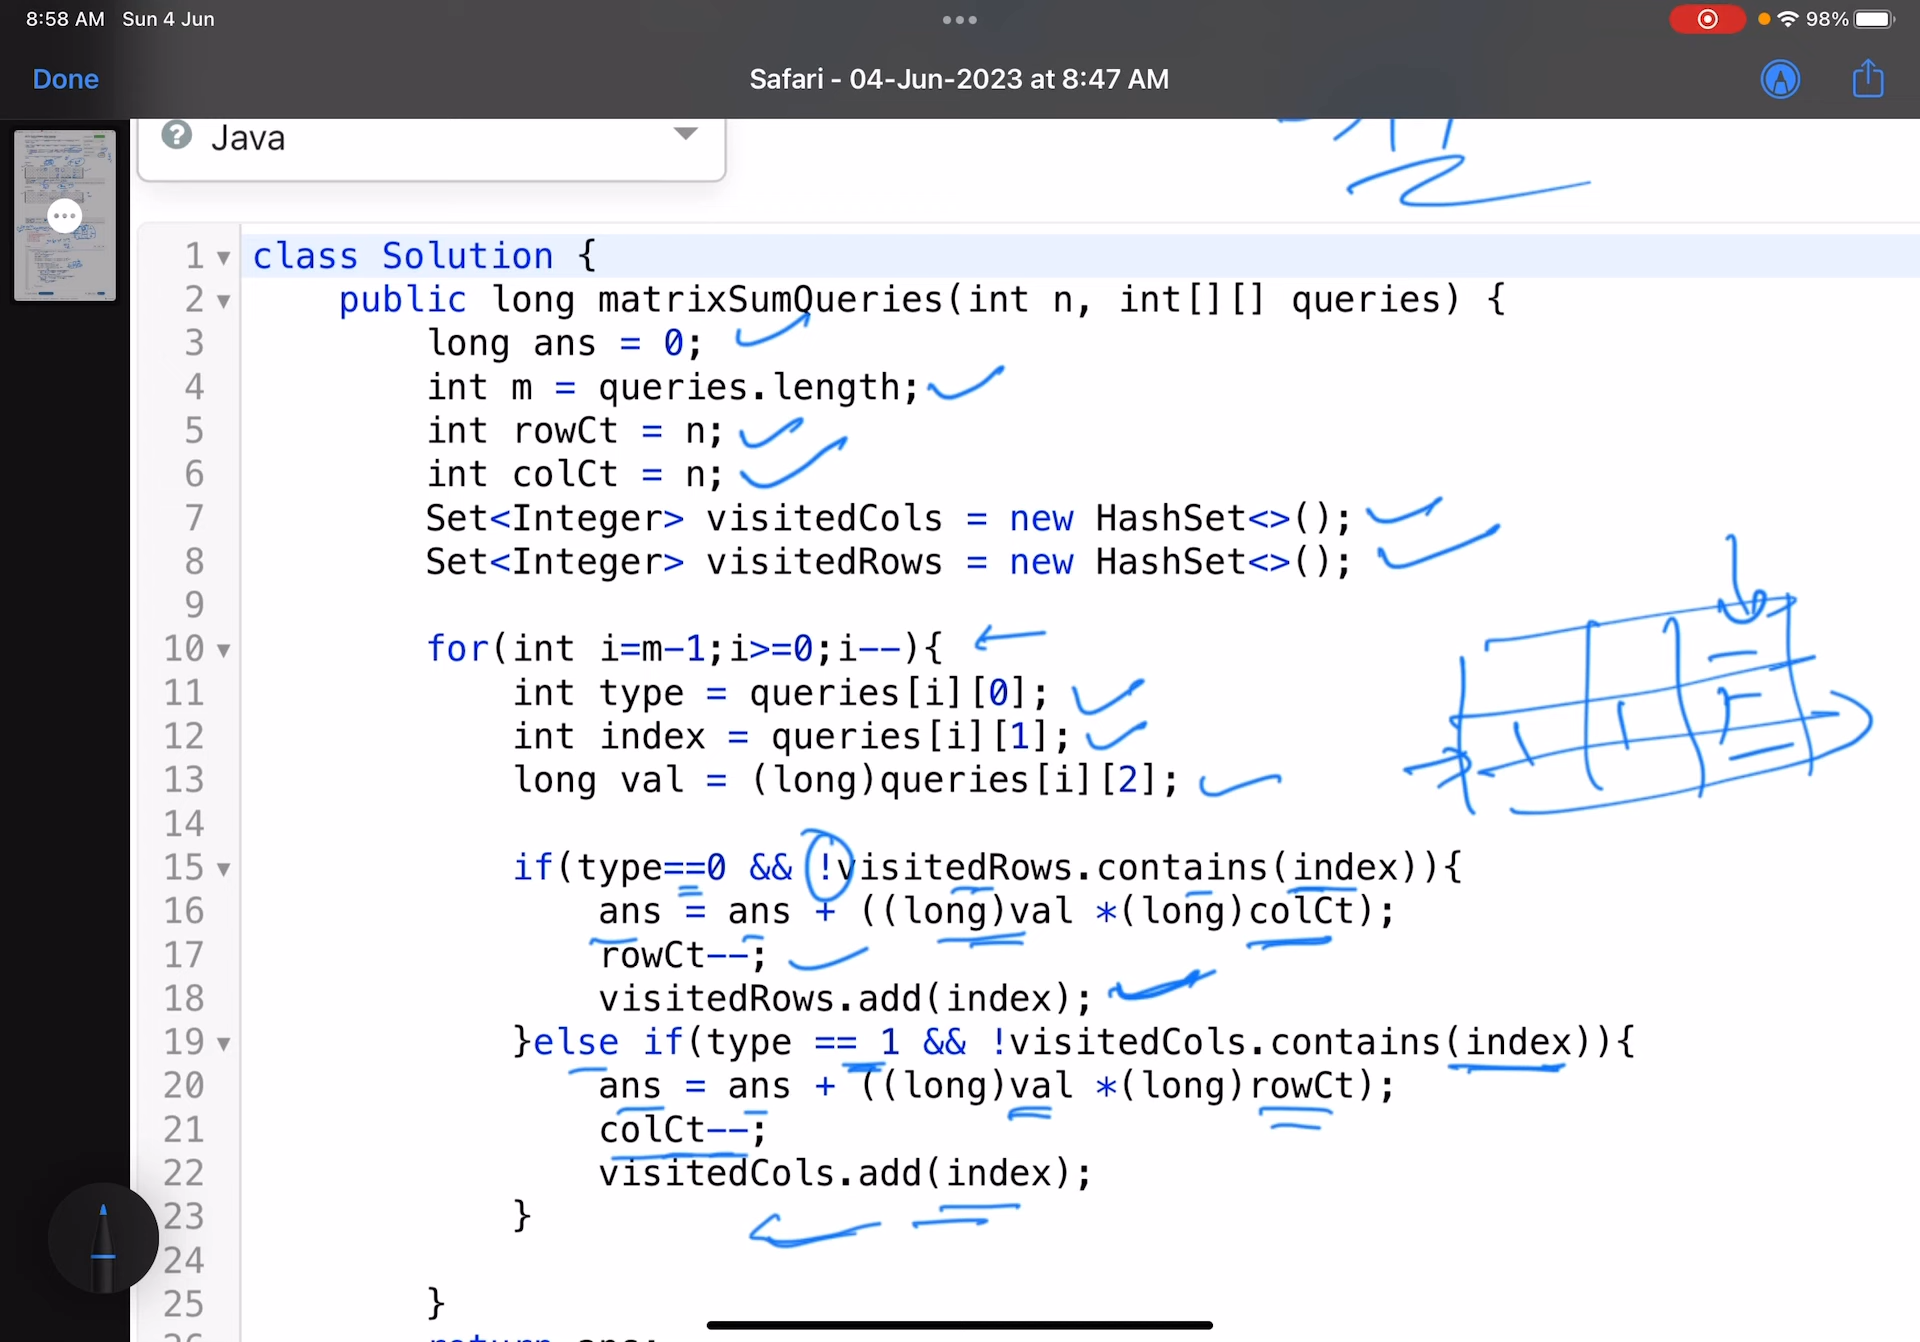 8:58 AM Sun 4 Jun
98%
Done
Safari - 04-Jun-2023 at 8:47 AM
Java
1 class Solution {
2 public long matrixSumQueries(int n, int[][] queries) {
3 long ans = 0;
4 int m = queries.length;
5 int rowCt = n;
6 int colCt = n;
7 Set<Integer> visitedCols = new HashSet<>();
8 Set<Integer> visitedRows = new HashSet<>();
9
10 for(int i=m-1;i>=0;i--){
11 int type = queries[i][0];
12 int index = queries[i][1];
13 long val = (long)queries[i][2];
14
15 if(type==0 && !visitedRows.contains(index)){
16 ans = ans + ((long)val *(long)colCt);
17 rowCt--;
18 visitedRows.add(index);
19 }else if(type == 1 && !visitedCols.contains(index)){
20 ans = ans + ((long)val *(long)rowCt);
21 colCt--;
22 visitedCols.add(index);
23 }
24
25 }
return ans;